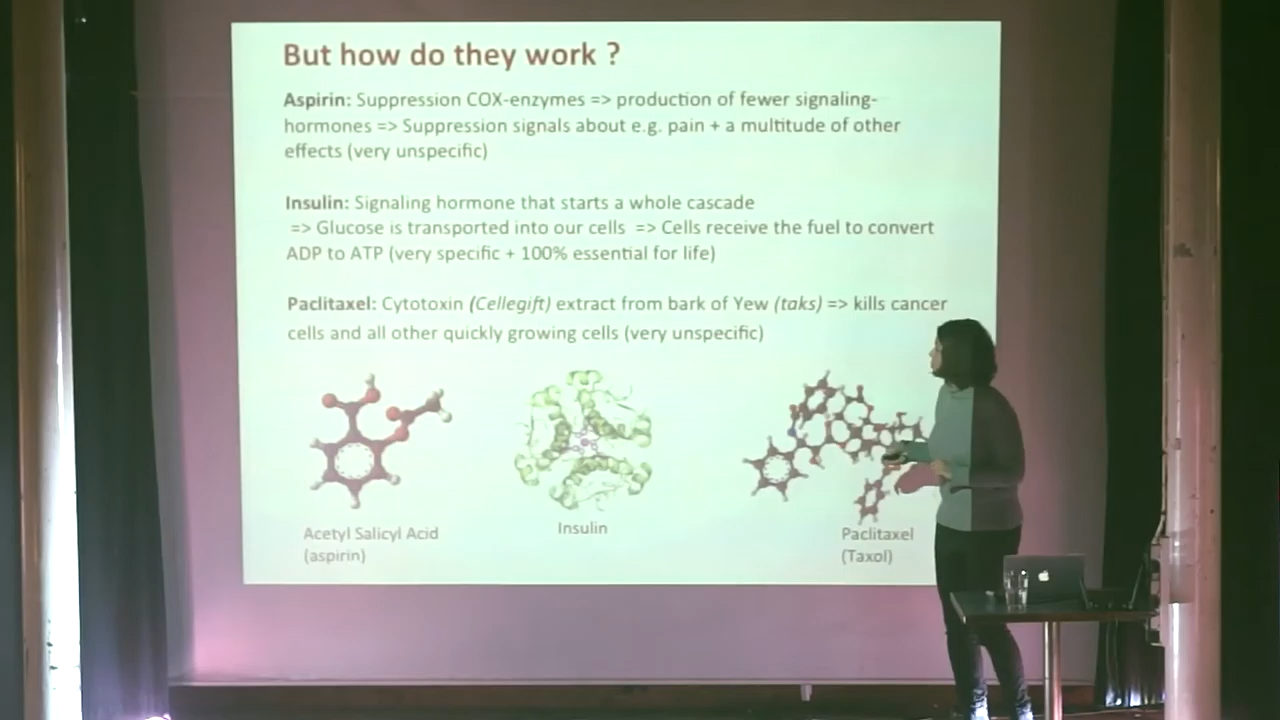 But how do they work ?
Aspirin: Suppression COX-enzymes => production of fewer signaling-
hormones => Suppression signals about e.g. pain + a multitude of other
effects (very unspecific)
Insulin: Signaling hormone that starts a whole cascade
=> Glucose is transported into our cells => Cells receive the fuel to convert
ADP to ATP (very specific + 100% essential for life)
Paclitaxel: Cytotoxin (Cellegift) extract from bark of Yew (taks) => kills cancer
cells and all other quickly growing cells (very unspecific)
Acetyl Salicyl Acid
(aspirin)
Insulin
Paclitaxel
(Taxol)